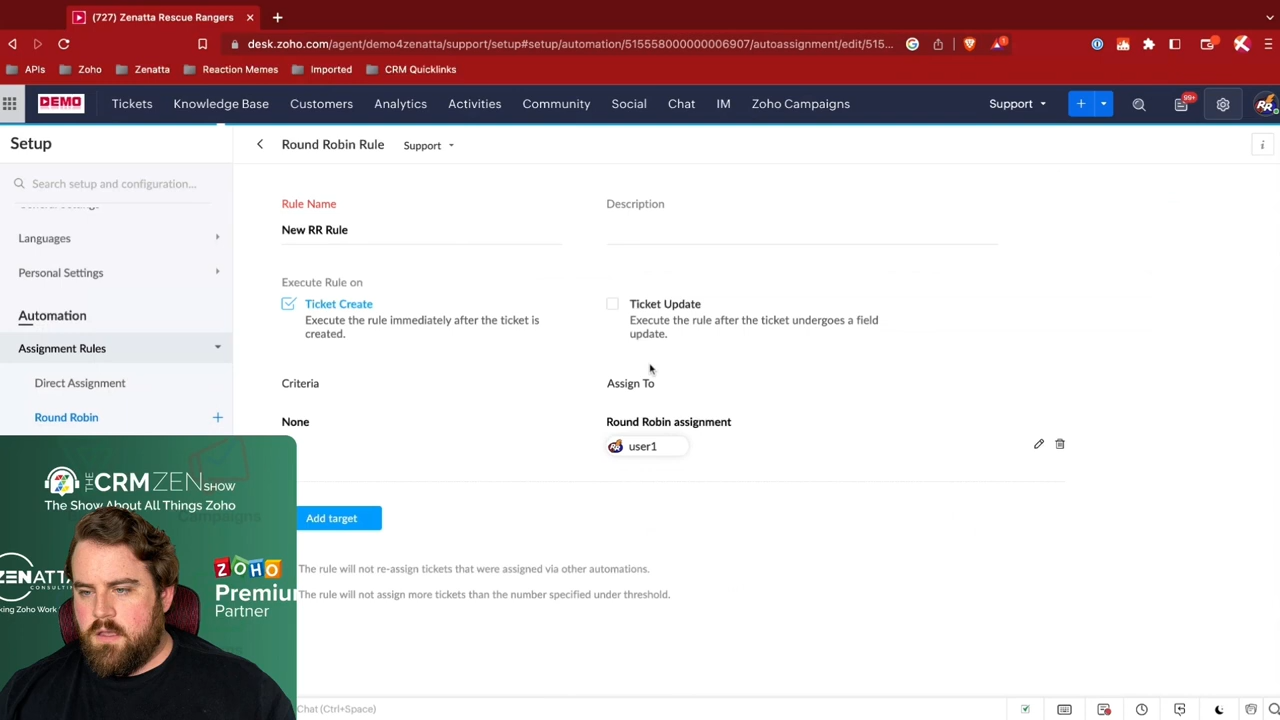 (727) Zenatta Rescue Rangers
desk.zoho.com/agent/demo4zenatta/support/setup#setup/automation/515558000000006907/autoassignment/edit/515...
APIs Zoho Zenatta Reaction Memes Imported CRM Quicklinks
DEMO Tickets Knowledge Base Customers Analytics Activities Community Social Chat IM Zoho Campaigns Support 99+
Setup
Round Robin Rule Support
Search setup and configuration...
General Settings
Languages
Personal Settings
Automation
Assignment Rules
Direct Assignment
Round Robin
Rule Name
New RR Rule
Description
Execute Rule on
Ticket Create
Execute the rule immediately after the ticket is
created.
Ticket Update
Execute the rule after the ticket undergoes a field
update.
Criteria
Assign To
None
Round Robin assignment
user1
Add target
The rule will not re-assign tickets that were assigned via other automations.
The rule will not assign more tickets than the number specified under threshold.
THE CRMZEN SHOW
The Show About All Things Zoho
ZENATTA
CONSULTING
king Zoho Work
ZOHO
Premium
Partner
Chat (Ctrl+Space)